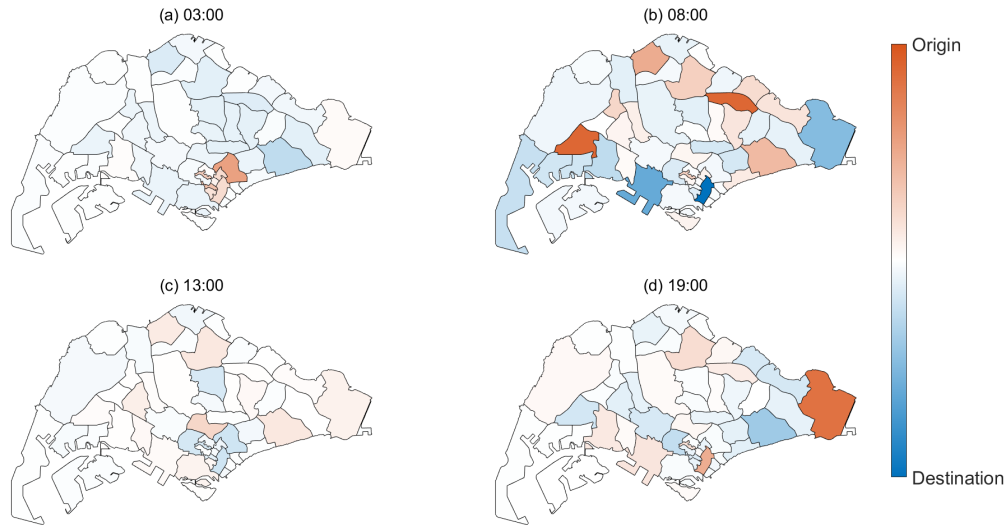 (a) 03:00
(b) 08:00
Origin
(c) 13:00
(d) 19:00
Destination